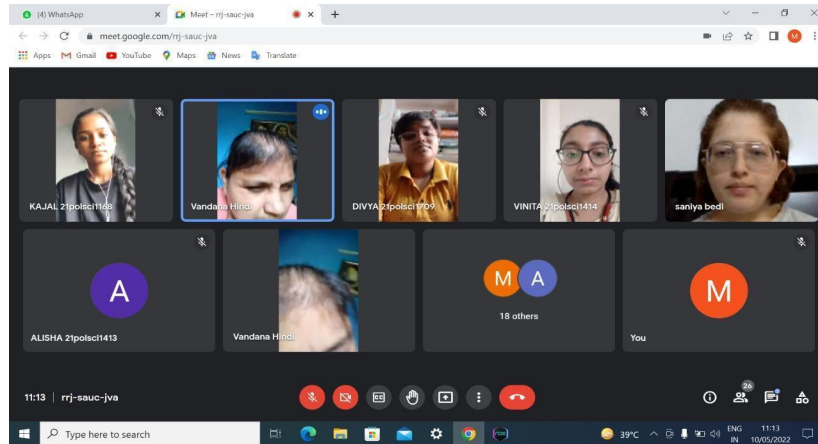 (4) WhatsApp
Meet – rrj-sauc-jva
meet.google.com/rrj-sauc-jva
M
Apps
Gmail
YouTube
Maps
News
Translate
KAJAL 21polsci1168
Vandana Hindi
DIVYA 21polsci1709
VINITA 21polsci1414
saniya bedi
A
M A
M
18 others
ALISHA 21polsci1413
Vandana Hindi
You
11:13 | rrj-sauc-jva
CC
26
Type here to search
39°C
ENG
IN
11:13
10/05/2022